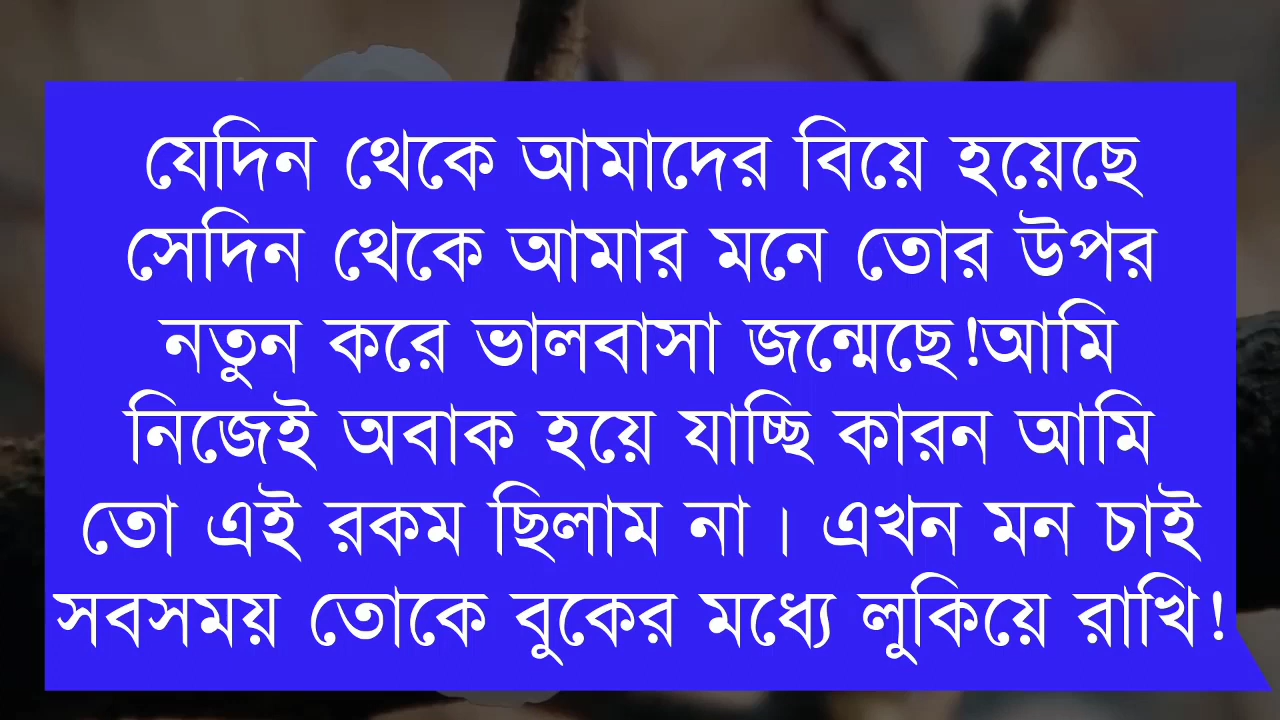 যেদিন থেকে আমাদের বিয়ে হয়েছে
সেদিন থেকে আমার মনে তোর উপর
নতুন করে ভালবাসা জন্মেছে!আমি
নিজেই অবাক হয়ে যাচ্ছি কারন আমি
তো এই রকম ছিলাম না। এখন মন চাই
সবসময় তোকে বুকের মধ্যে লুকিয়ে রাখি!